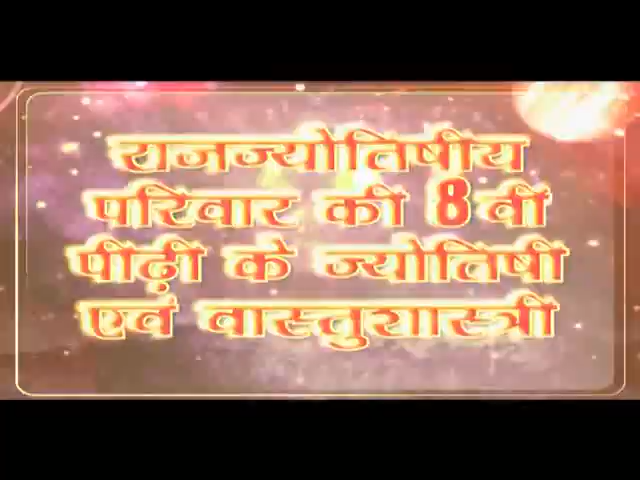 राजज्योतिषीय
परिवार की 8 वीं
पीढ़ी के ज्योतिषी
एवं वास्तुशास्त्री